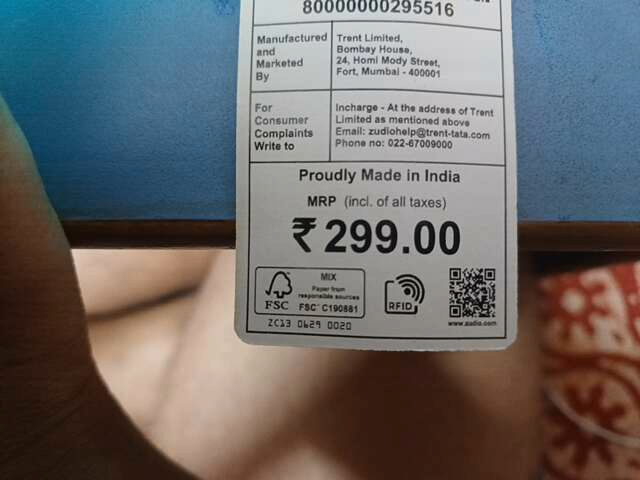 80000000295516
Manufactured
and
Marketed
By
Trent Limited,
Bombay House,
24, Homi Mody Street,
Fort, Mumbai - 400001
For
Consumer
Complaints
Write to
Incharge - At the address of Trent
Limited as mentioned above
Email: zudiohelp@trent-tata.com
Phone no: 022-67009000
Proudly Made in India
MRP (incl. of all taxes)
₹ 299.00
FSC
MIX
Paper from
responsible sources
FSC® C190881
RFID
www.zudio.com
ZC13 0629 0020